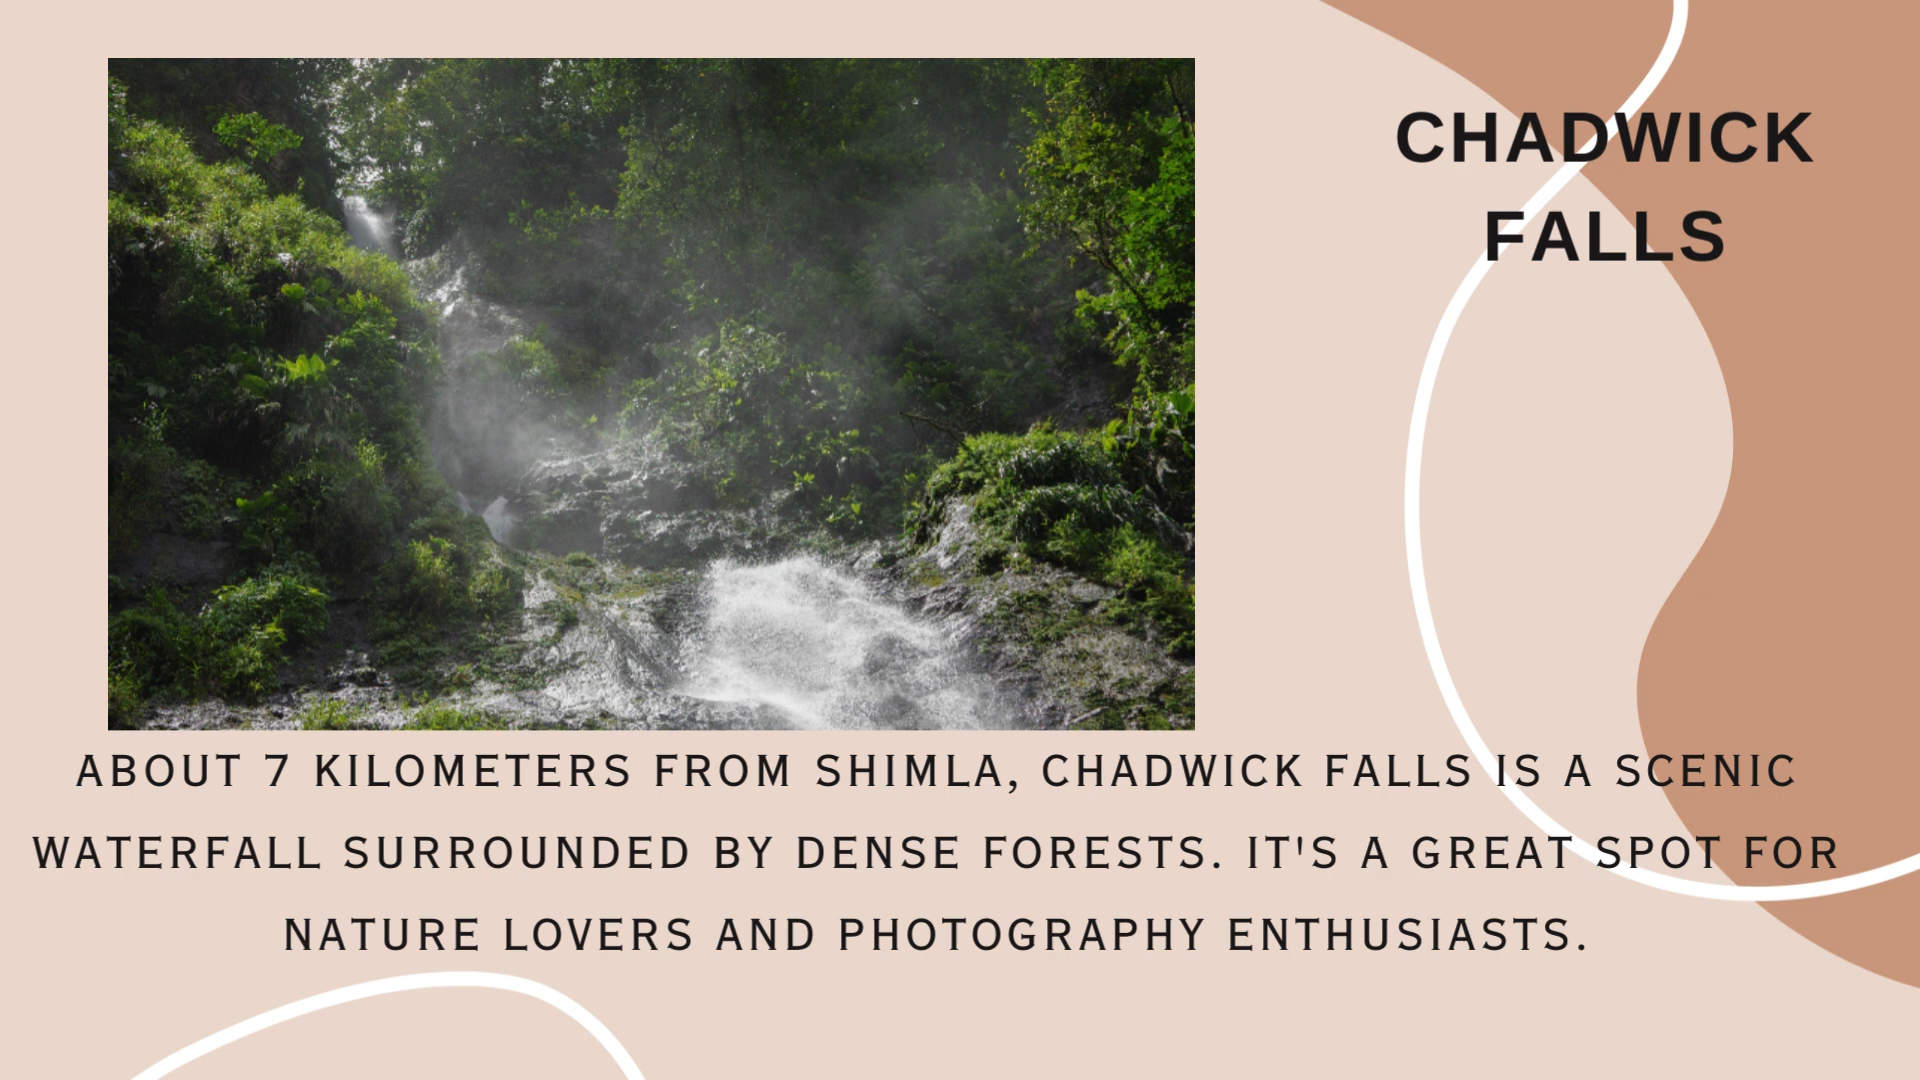 CHADWICK
FALLS
ABOUT 7 KILOMETERS FROM SHIMLA, CHADWICK FALLS IS A SCENIC
WATERFALL SURROUNDED BY DENSE FORESTS. IT'S A GREAT SPOT FOR
NATURE LOVERS AND PHOTOGRAPHY ENTHUSIASTS.